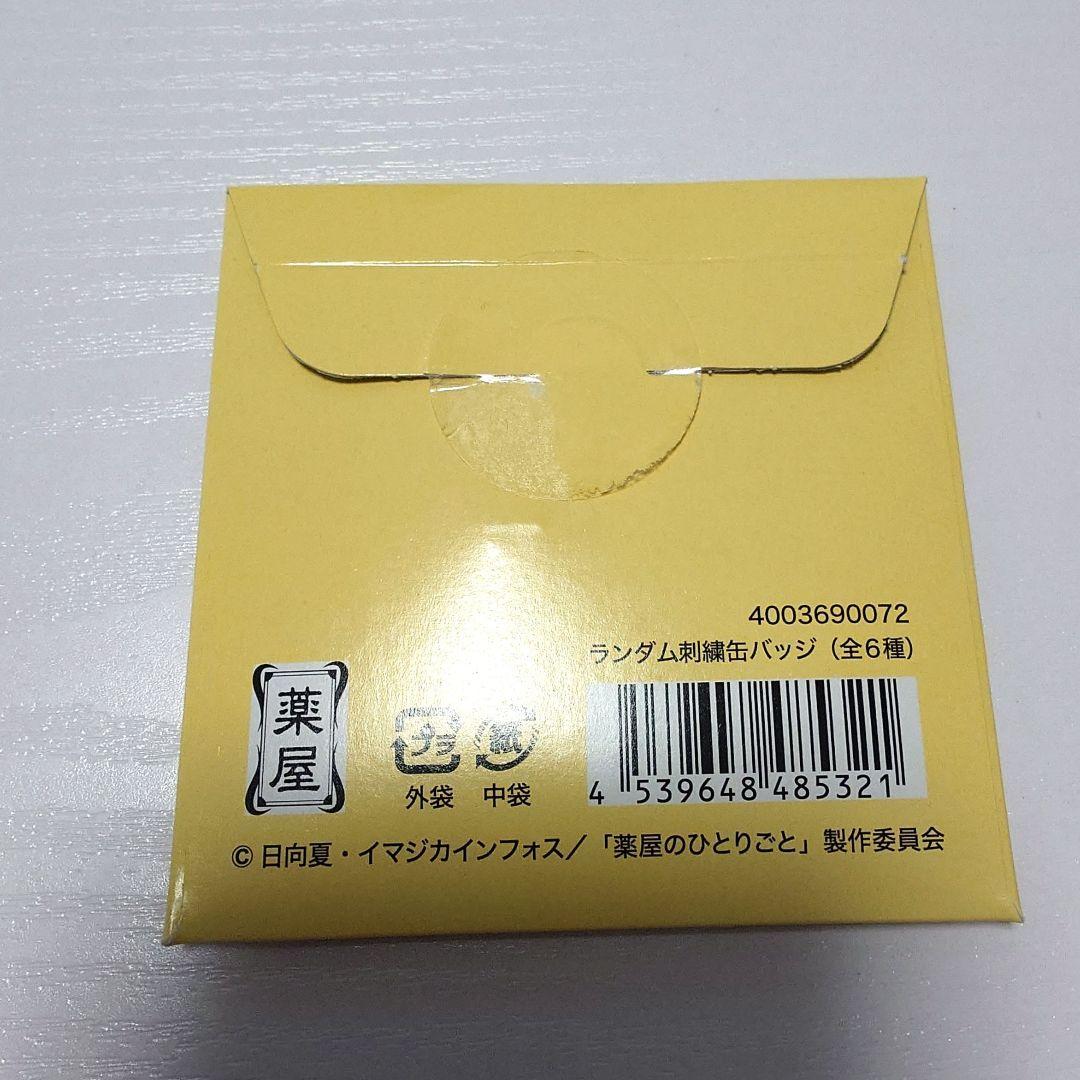 4003690072
ランダム刺繍缶バッジ（全6種）
薬屋
プラ
紙
外袋 中袋
4 539648 485321
© 日向夏・イマジカインフォス／「薬屋のひとりごと」製作委員会